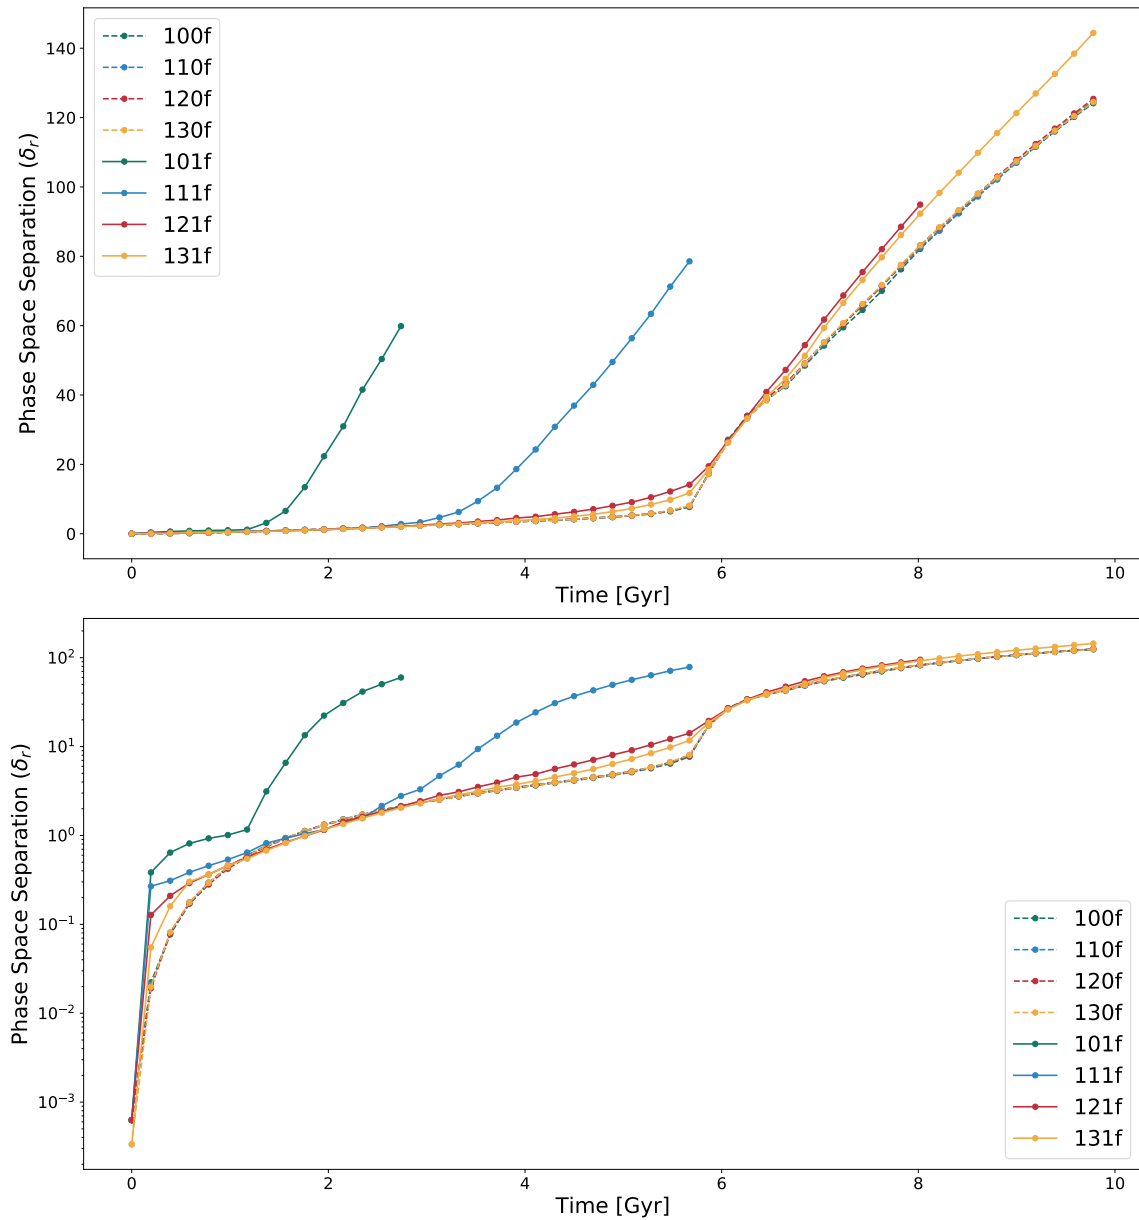 100f
110f
120f
130f
101f
111f
121f
131f
140
120
100
80
60
40
20
0
Phase Space Separation (δr)
0 2 4 6 8 10
Time [Gyr]
10²
10¹
10⁰
10⁻¹
10⁻²
10⁻³
Phase Space Separation (δr)
100f
110f
120f
130f
101f
111f
121f
131f
0 2 4 6 8 10
Time [Gyr]